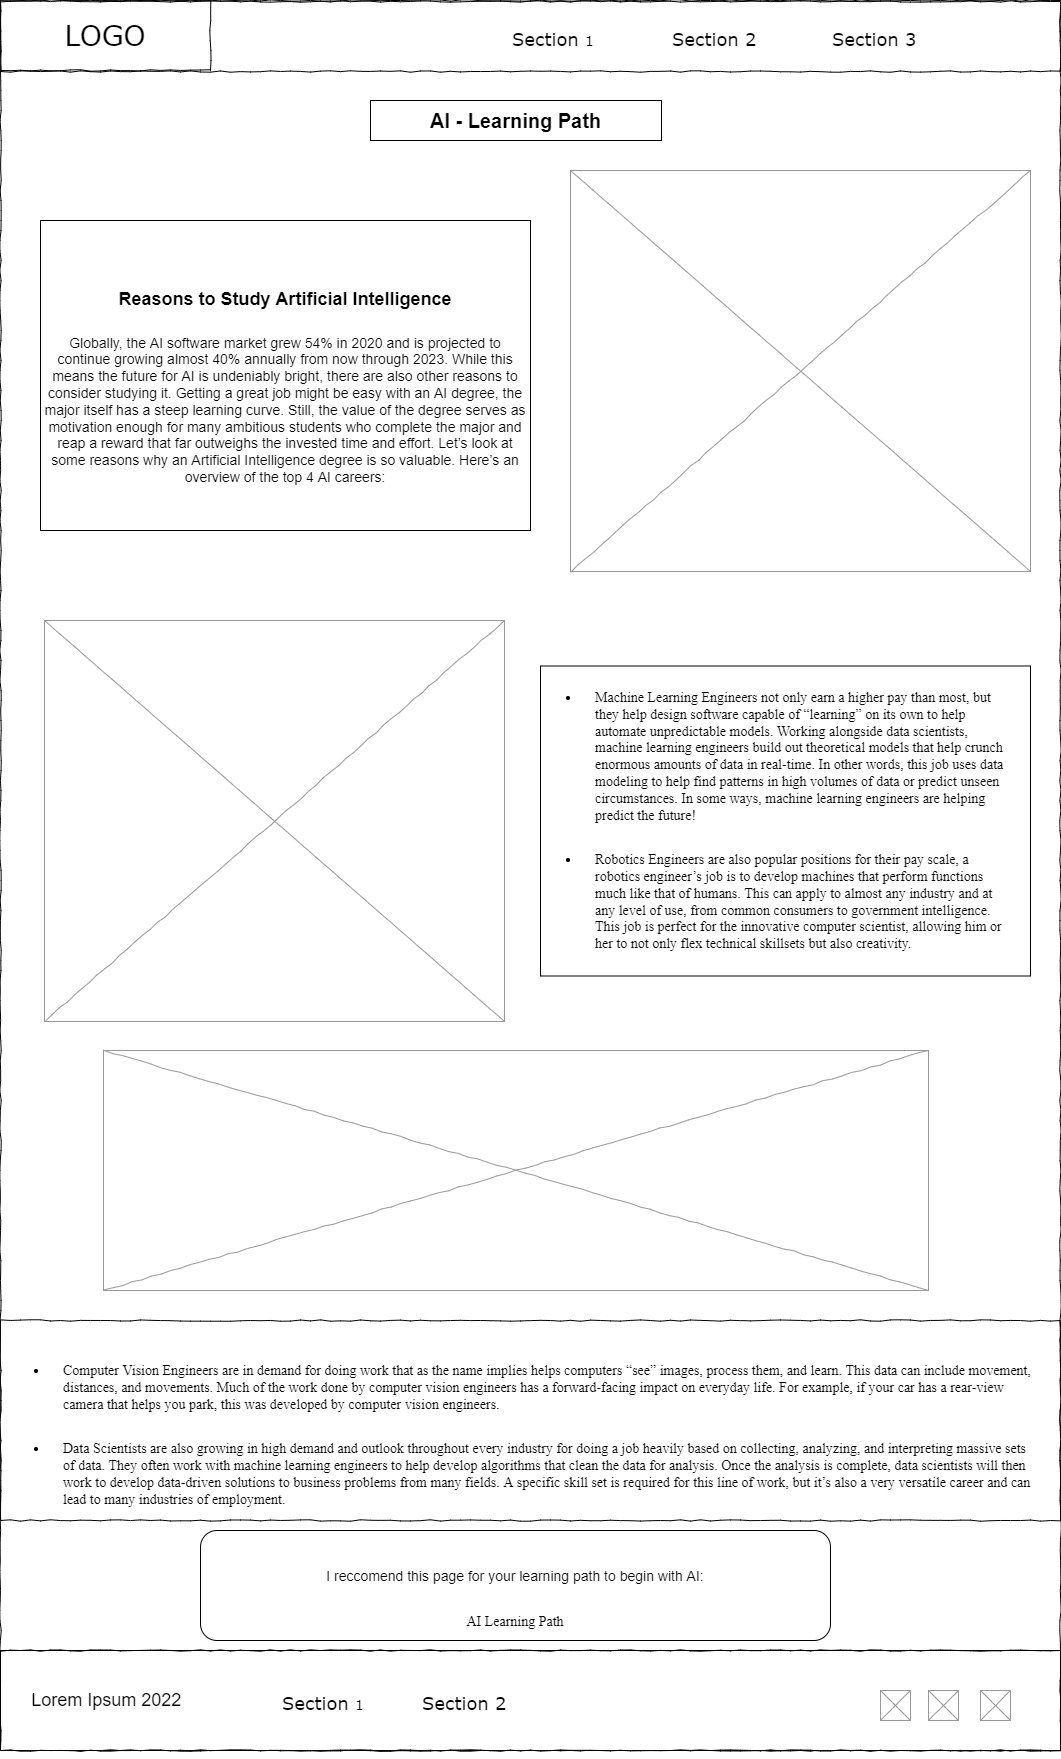 LOGO
Section 1 Section 2 Section 3
AI - Learning Path
Reasons to Study Artificial Intelligence
Globally, the AI software market grew 54% in 2020 and is projected to
continue growing almost 40% annually from now through 2023. While this
means the future for AI is undeniably bright, there are also other reasons to
consider studying it. Getting a great job might be easy with an AI degree, the
major itself has a steep learning curve. Still, the value of the degree serves as
motivation enough for many ambitious students who complete the major and
reap a reward that far outweighs the invested time and effort. Let’s look at
some reasons why an Artificial Intelligence degree is so valuable. Here’s an
overview of the top 4 AI careers:
• Machine Learning Engineers not only earn a higher pay than most, but
they help design software capable of “learning” on its own to help
automate unpredictable models. Working alongside data scientists,
machine learning engineers build out theoretical models that help crunch
enormous amounts of data in real-time. In other words, this job uses data
modeling to help find patterns in high volumes of data or predict unseen
circumstances. In some ways, machine learning engineers are helping
predict the future!
• Robotics Engineers are also popular positions for their pay scale, a
robotics engineer’s job is to develop machines that perform functions
much like that of humans. This can apply to almost any industry and at
any level of use, from common consumers to government intelligence.
This job is perfect for the innovative computer scientist, allowing him or
her to not only flex technical skillsets but also creativity.
• Computer Vision Engineers are in demand for doing work that as the name implies helps computers “see” images, process them, and learn. This data can include movement,
distances, and movements. Much of the work done by computer vision engineers has a forward-facing impact on everyday life. For example, if your car has a rear-view
camera that helps you park, this was developed by computer vision engineers.
• Data Scientists are also growing in high demand and outlook throughout every industry for doing a job heavily based on collecting, analyzing, and interpreting massive sets
of data. They often work with machine learning engineers to help develop algorithms that clean the data for analysis. Once the analysis is complete, data scientists will then
work to develop data-driven solutions to business problems from many fields. A specific skill set is required for this line of work, but it’s also a very versatile career and can
lead to many industries of employment.
I reccomend this page for your learning path to begin with AI:
AI Learning Path
Lorem Ipsum 2022 Section 1 Section 2